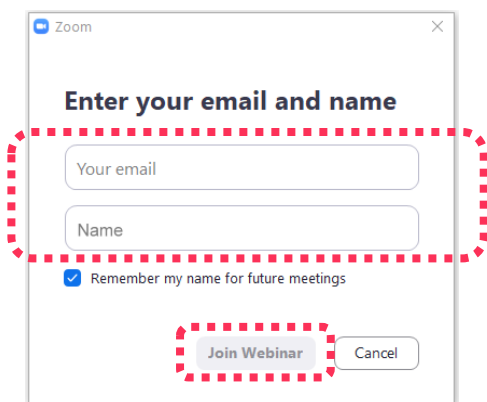 Zoom
Enter your email and name
Your email
Name
Remember my name for future meetings
Join Webinar Cancel